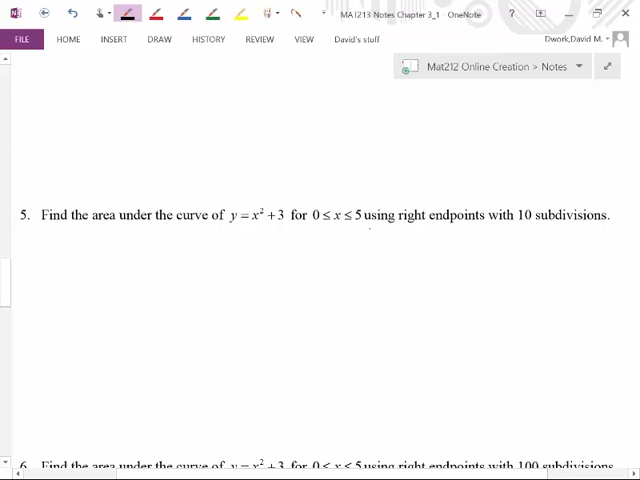 MAT213 Notes Chapter 3_1 - OneNote
FILE HOME INSERT DRAW HISTORY REVIEW VIEW David's stuff Dwork,David M.
Mat212 Online Creation > Notes
5. Find the area under the curve of y = x² + 3 for 0 ≤ x ≤ 5 using right endpoints with 10 subdivisions.
6. Find the area under the curve of y = x² + 3 for 0 ≤ x ≤ 5 using right endpoints with 100 subdivisions.